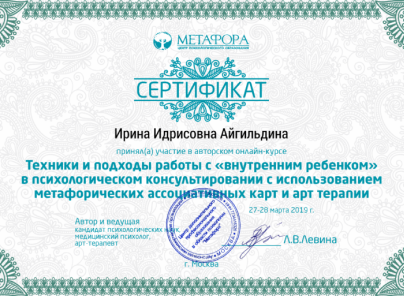 МЕТАФОРА
ЦЕНТР ПСИХОЛОГИЧЕСКОГО ОБРАЗОВАНИЯ
СЕРТИФИКАТ
Ирина Идрисовна Айгильдина
принял(а) участие в авторском онлайн-курсе
Техники и подходы работы с «внутренним ребенком»
в психологическом консультировании с использованием
метафорических ассоциативных карт и арт терапии
27-28 марта 2019 г.
Автор и ведущая
кандидат психологических наук,
медицинский психолог,
арт-терапевт
Л.В.Левина
г. Москва